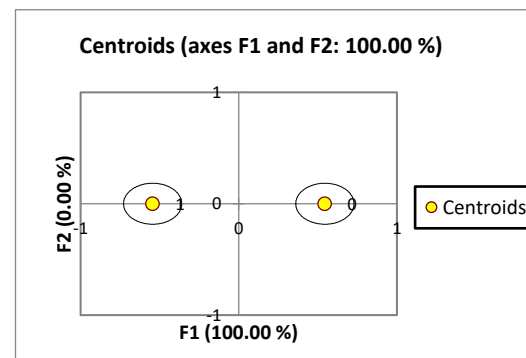 Centroids (axes F1 and F2: 100.00 %)
1
F2 (0.00 %)
1
0
0
-1
0
1
-1
F1 (100.00 %)
Centroids